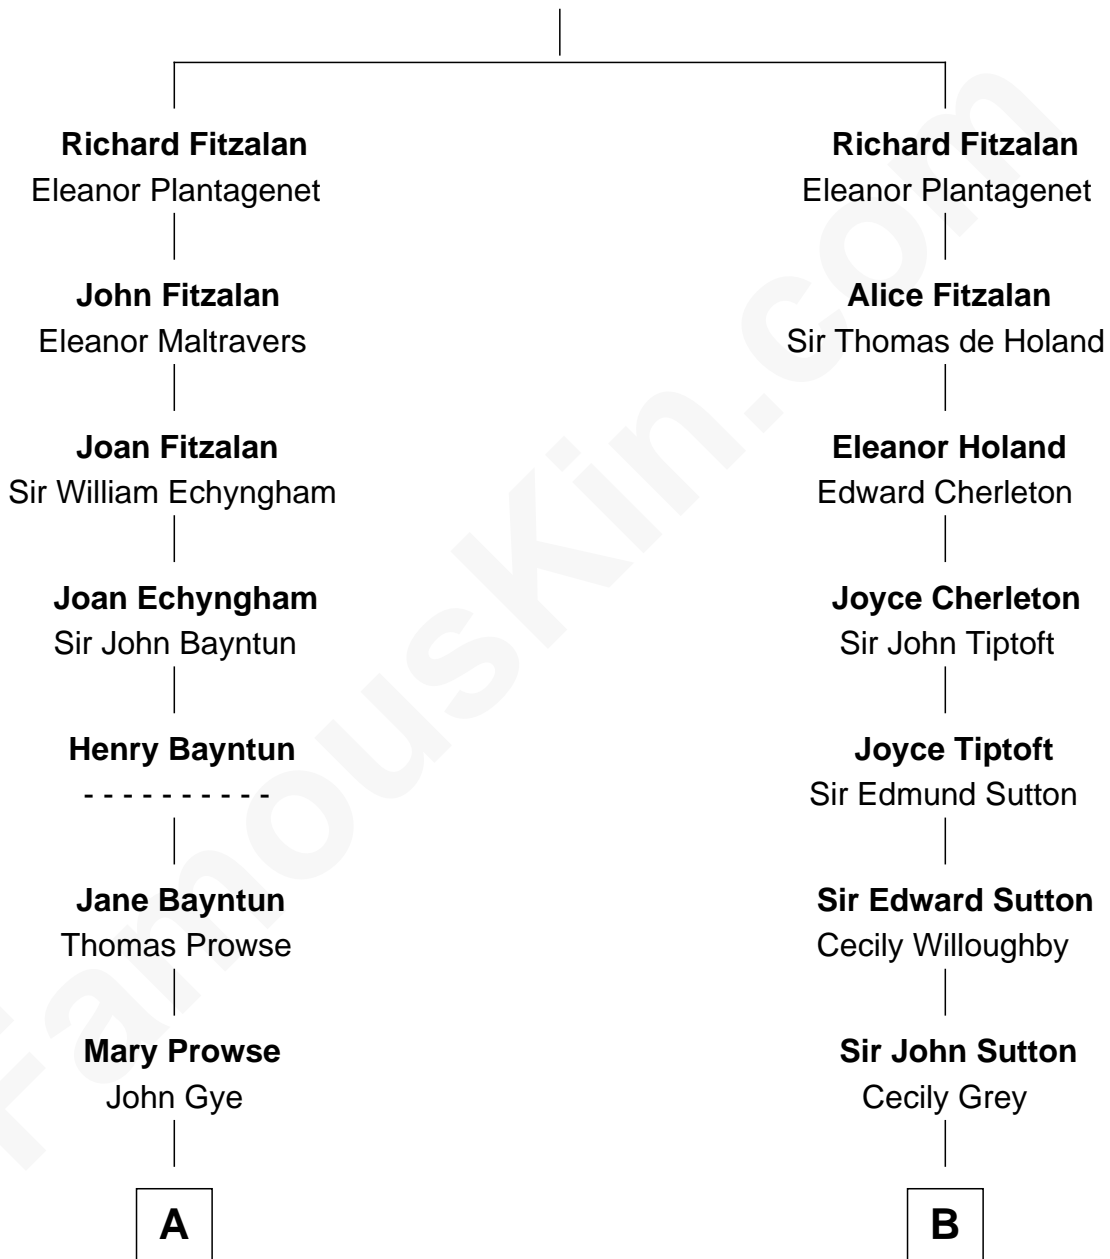 Richard Fitzalan
Eleanor Plantagenet
John Fitzalan
Eleanor Maltravers
Joan Fitzalan
Sir William Echyngham
Joan Echyngham
Sir John Bayntun
Henry Bayntun
- - - - - - - - - -
Jane Bayntun
Thomas Prowse
Mary Prowse
John Gye
A
Richard Fitzalan
Eleanor Plantagenet
Alice Fitzalan
Sir Thomas de Holand
Eleanor Holand
Edward Cherleton
Joyce Cherleton
Sir John Tiptoft
Joyce Tiptoft
Sir Edmund Sutton
Sir Edward Sutton
Cecily Willoughby
Sir John Sutton
Cecily Grey
B
FamousKin.com